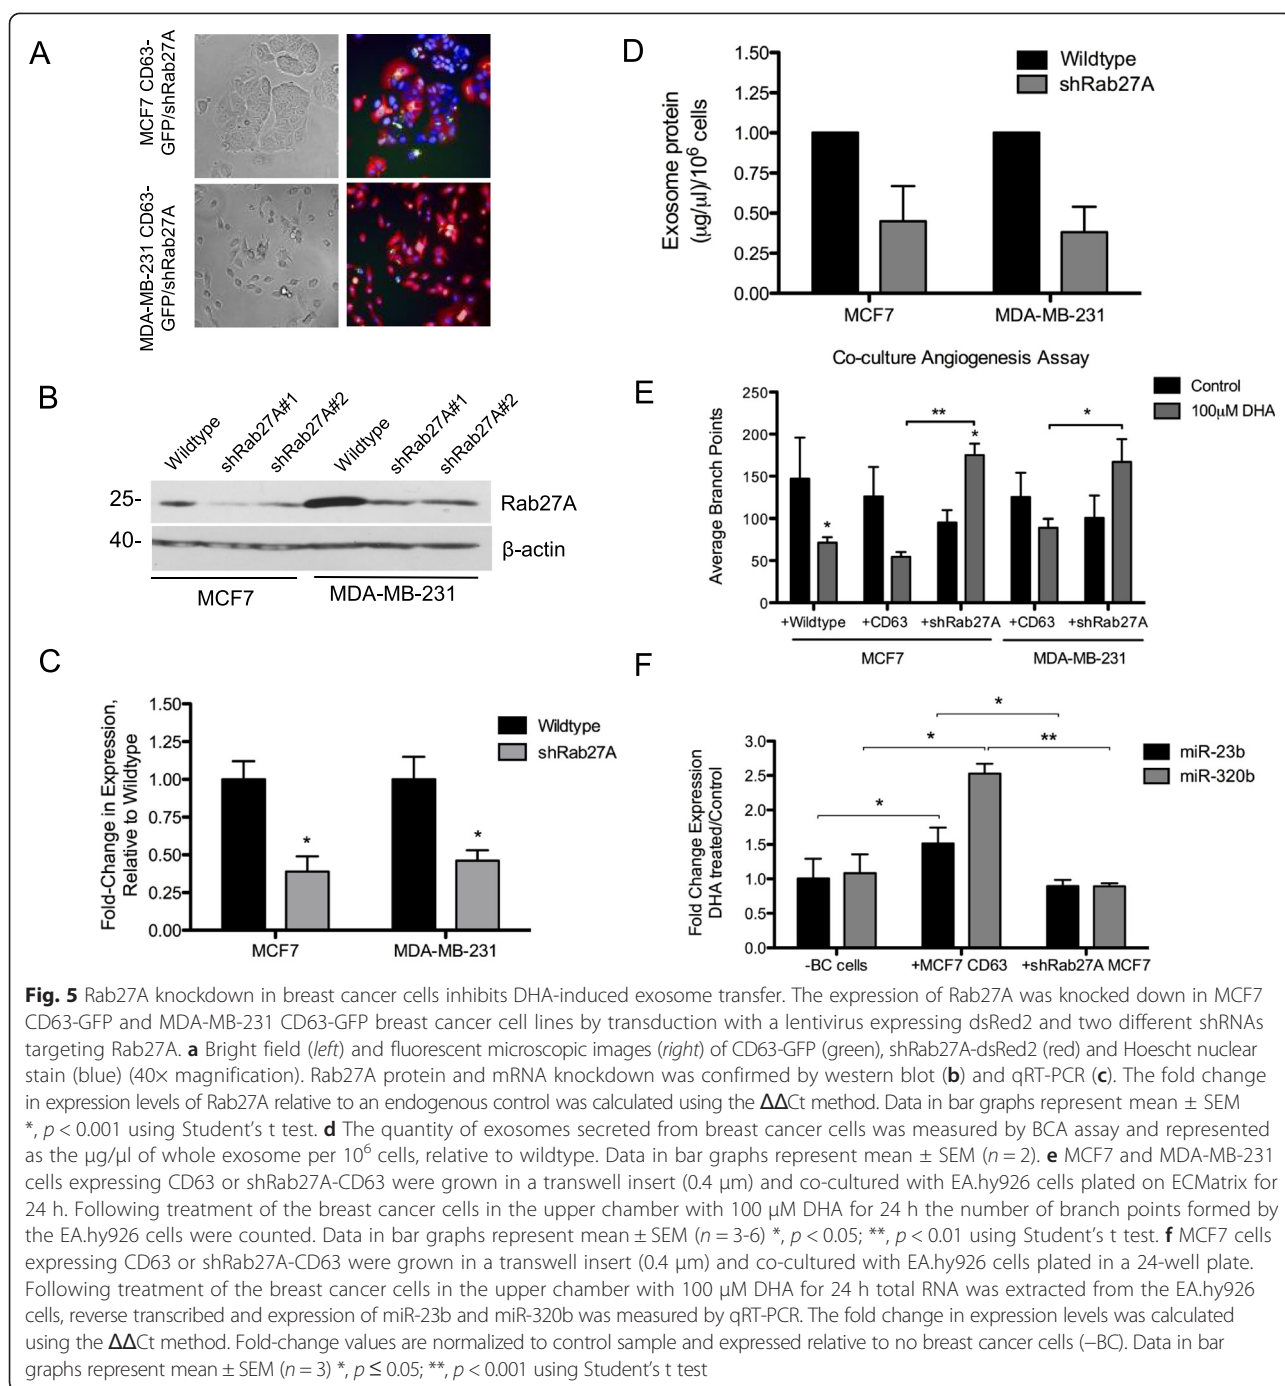 A
MCF7 CD63-
GFP/shRab27A
MDA-MB-231 CD63-
GFP/shRab27A
B
Wildtype
shRab27A#1
shRab27A#2
Wildtype
shRab27A#1
shRab27A#2
25-
Rab27A
40-
β-actin
MCF7
MDA-MB-231
C
Fold-Change in Expression,
Relative to Wildtype
1.50
1.25
1.00
0.75
0.50
0.25
0.00
*
*
Wildtype
shRab27A
MCF7
MDA-MB-231
D
Exosome protein
(μg/μl)/10⁶ cells
1.50
1.25
1.00
0.75
0.50
0.25
0.00
Wildtype
shRab27A
MCF7
MDA-MB-231
Co-culture Angiogenesis Assay
E
Average Branch Points
250
200
150
100
50
0
Control
100μM DHA
*
**
*
*
+Wildtype
+CD63
+shRab27A
+CD63
+shRab27A
MCF7
MDA-MB-231
F
Fold Change Expression
DHA treated/Control
3.0
2.5
2.0
1.5
1.0
0.5
0.0
*
*
*
**
miR-23b
miR-320b
-BC cells
+MCF7 CD63
+shRab27A MCF7
Fig. 5 Rab27A knockdown in breast cancer cells inhibits DHA-induced exosome transfer. The expression of Rab27A was knocked down in MCF7
CD63-GFP and MDA-MB-231 CD63-GFP breast cancer cell lines by transduction with a lentivirus expressing dsRed2 and two different shRNAs
targeting Rab27A. a Bright field (left) and fluorescent microscopic images (right) of CD63-GFP (green), shRab27A-dsRed2 (red) and Hoescht nuclear
stain (blue) (40× magnification). Rab27A protein and mRNA knockdown was confirmed by western blot (b) and qRT-PCR (c). The fold change
in expression levels of Rab27A relative to an endogenous control was calculated using the ΔΔCt method. Data in bar graphs represent mean ± SEM
*, p < 0.001 using Student's t test. d The quantity of exosomes secreted from breast cancer cells was measured by BCA assay and represented
as the μg/μl of whole exosome per 10⁶ cells, relative to wildtype. Data in bar graphs represent mean ± SEM (n = 2). e MCF7 and MDA-MB-231
cells expressing CD63 or shRab27A-CD63 were grown in a transwell insert (0.4 μm) and co-cultured with EA.hy926 cells plated on ECMatrix for
24 h. Following treatment of the breast cancer cells in the upper chamber with 100 μM DHA for 24 h the number of branch points formed by
the EA.hy926 cells were counted. Data in bar graphs represent mean ± SEM (n = 3-6) *, p < 0.05; **, p < 0.01 using Student's t test. f MCF7 cells
expressing CD63 or shRab27A-CD63 were grown in a transwell insert (0.4 μm) and co-cultured with EA.hy926 cells plated in a 24-well plate.
Following treatment of the breast cancer cells in the upper chamber with 100 μM DHA for 24 h total RNA was extracted from the EA.hy926
cells, reverse transcribed and expression of miR-23b and miR-320b was measured by qRT-PCR. The fold change in expression levels was calculated
using the ΔΔCt method. Fold-change values are normalized to control sample and expressed relative to no breast cancer cells (−BC). Data in bar
graphs represent mean ± SEM (n = 3) *, p ≤ 0.05; **, p < 0.001 using Student's t test